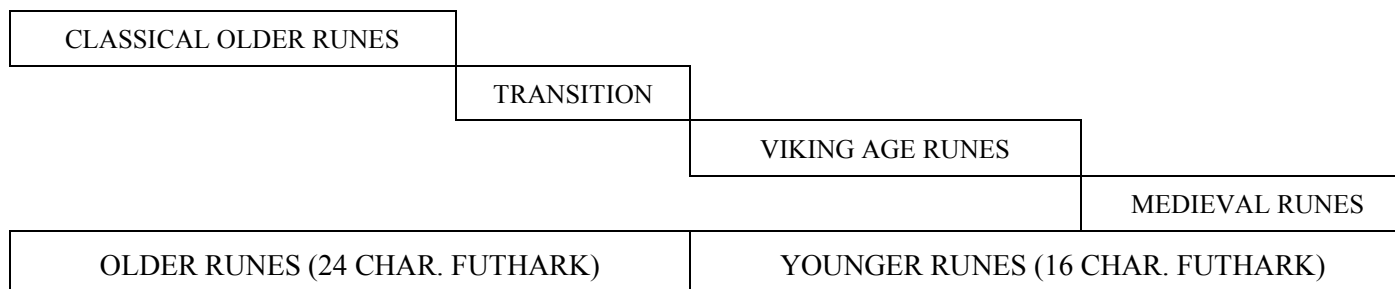 CLASSICAL OLDER RUNES
TRANSITION
VIKING AGE RUNES
MEDIEVAL RUNES
OLDER RUNES (24 CHAR. FUTHARK)
YOUNGER RUNES (16 CHAR. FUTHARK)